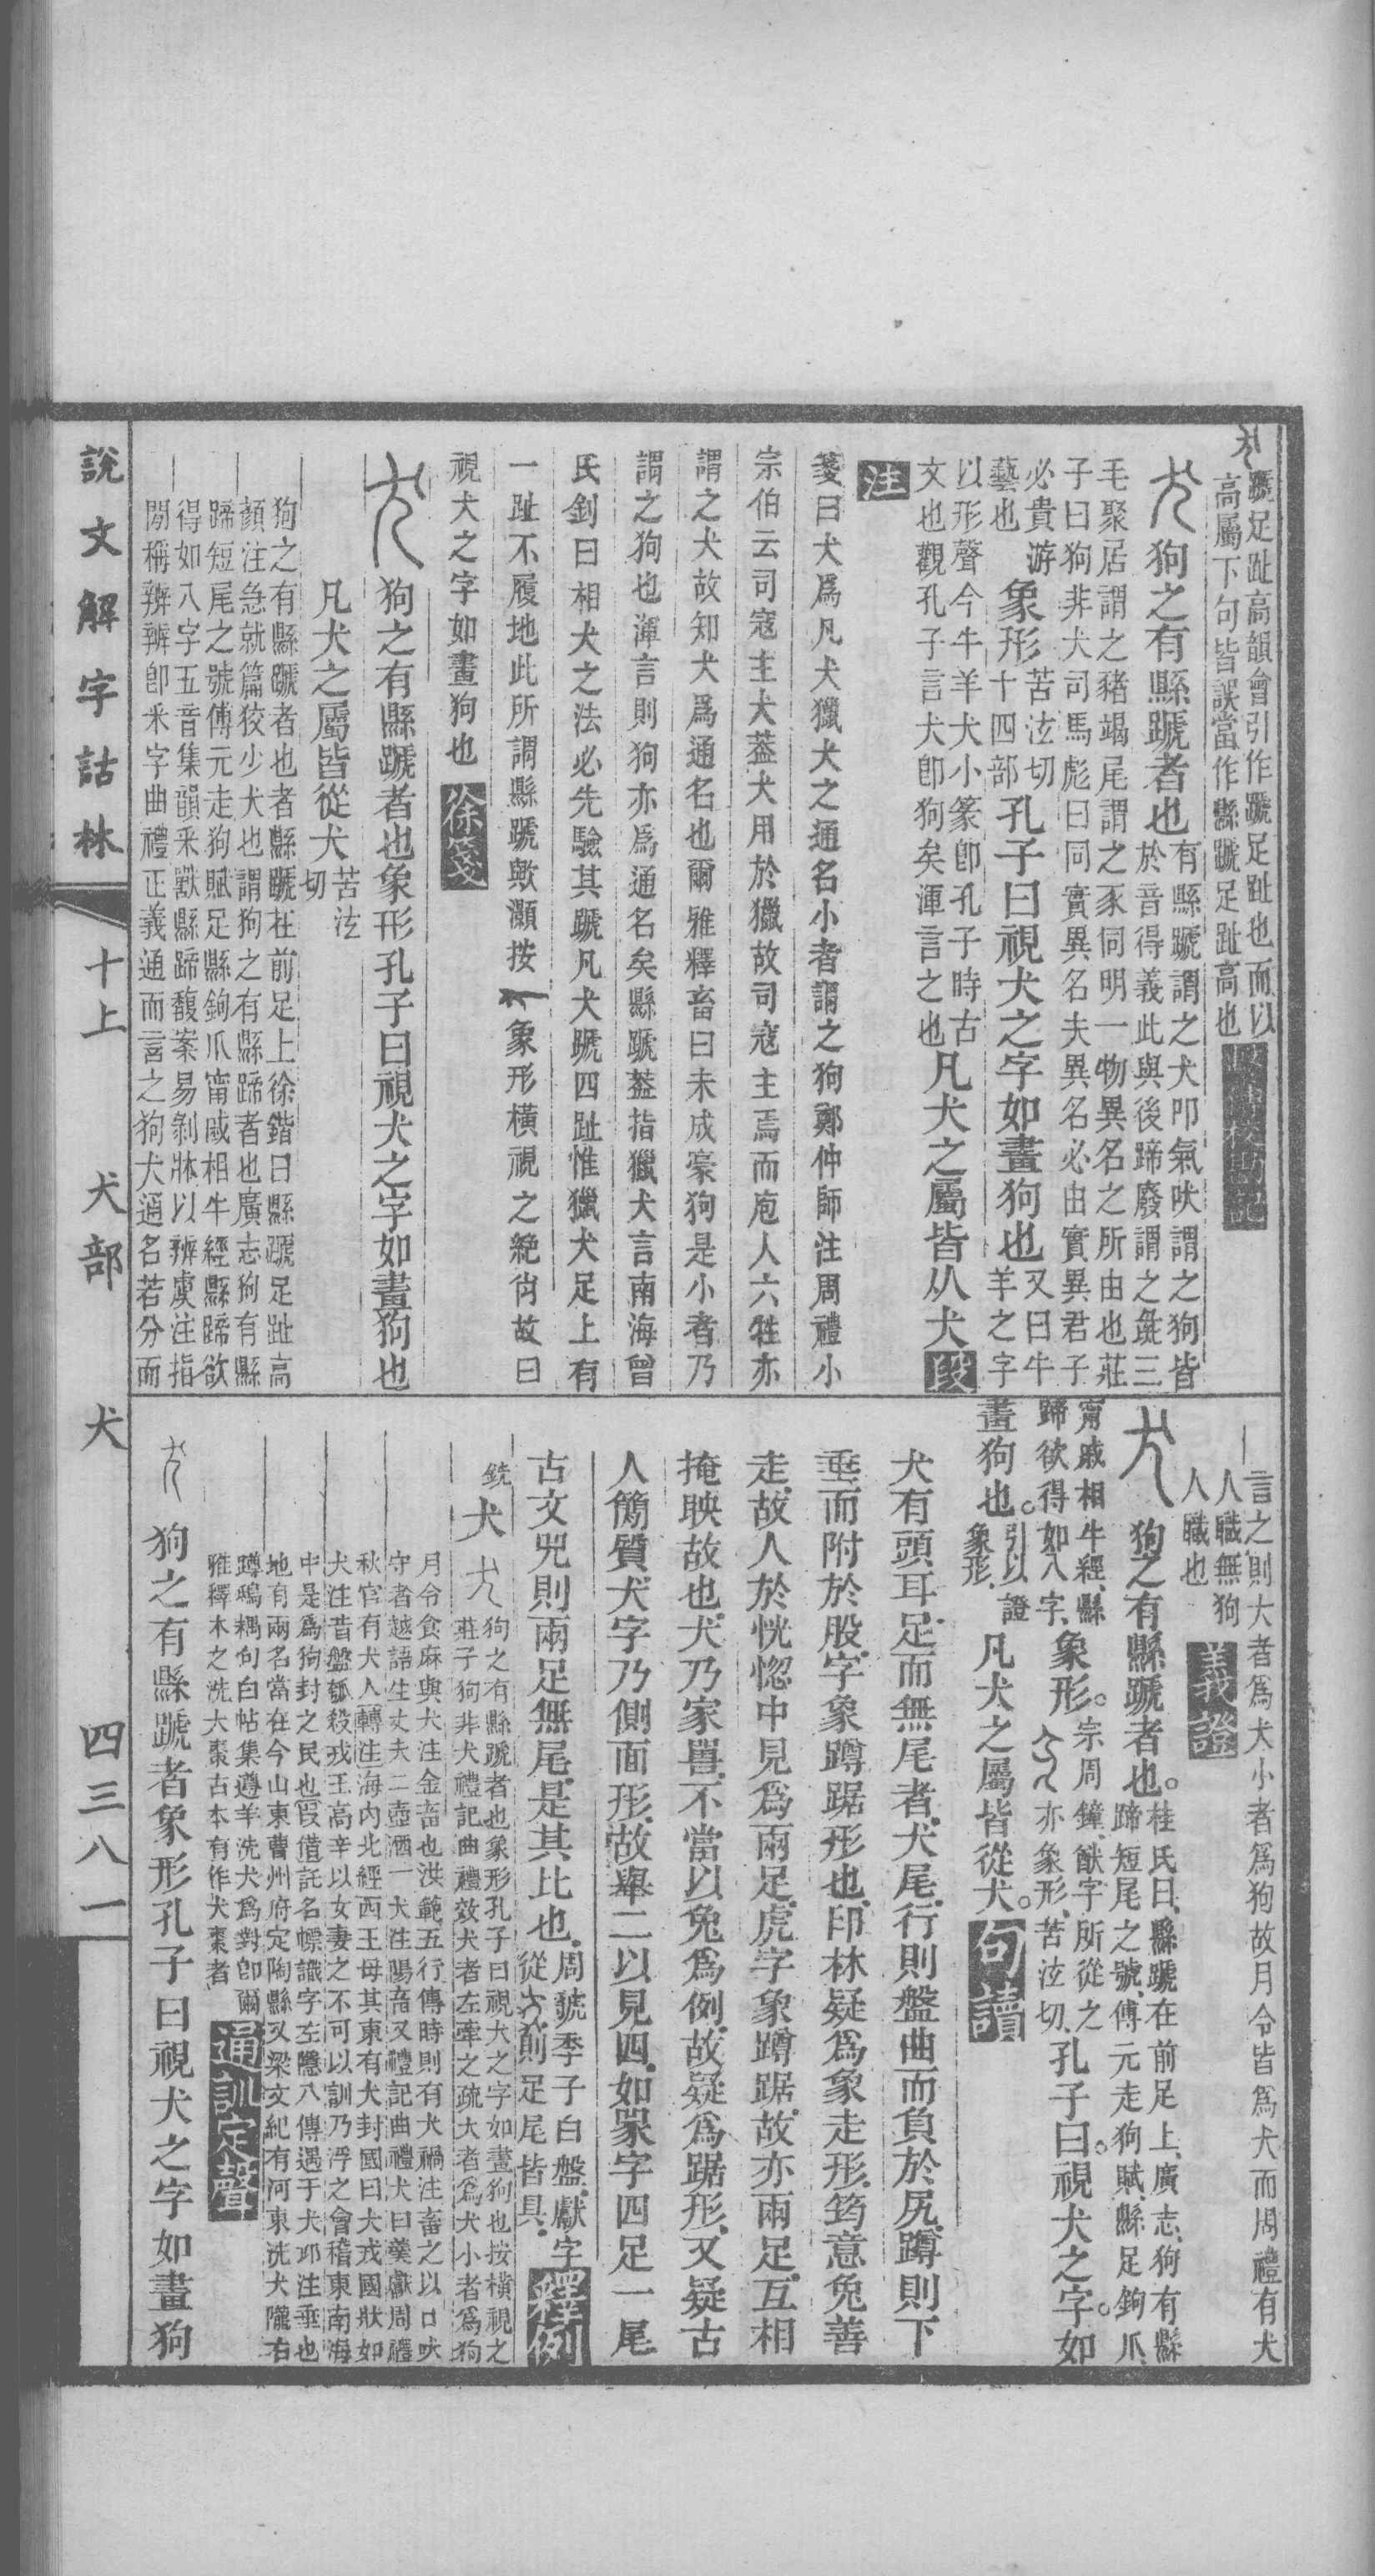 蹏足趾高韻會引作蹏足趾也而以
高屬下句皆誤當作縣蹏足趾高也
狗之有縣蹏者也有縣蹏謂之犬叩氣吠謂之狗皆
於音得義此與後蹄廢謂之彘三
毛聚居謂之豬竭尾謂之豕同明一物異名之所由也莊
子曰狗非犬司馬彪曰同實異名夫異名必由實異君子
必貴游
藝也象形苦泫切
十四部孔子曰視犬之字如畫狗也又曰牛
羊之字
以形聲今牛羊犬小篆卽孔子時古
文也觀孔子言犬卽狗矣渾言之也凡犬之屬皆从犬段
注
箋曰犬爲凡犬獵犬之通名小者謂之狗鄭仲師注周禮小
宗伯云司寇主犬葢犬用於獵故司寇主焉而庖人六牲亦
謂之犬故知犬爲通名也爾雅釋畜曰未成豪狗是小者乃
謂之狗也渾言則狗亦爲通名矣縣蹏葢指獵犬言南海曾
氏釗曰相犬之法必先驗其蹏凡犬蹏四趾惟獵犬足上有
一趾不履地此所謂縣蹏歟灝按象形橫視之絶肖故曰
視犬之字如畫狗也徐箋
狗之有縣蹏者也象形孔子曰視犬之字如畫狗也
凡犬之屬皆從犬苦泫
切
狗之有縣蹏者也者縣蹏在前足上徐鍇曰縣蹏足趾高
顏注急就篇狡少犬也謂狗之有縣蹄者也廣志狗有縣
蹄短尾之號傅元走狗賦足縣鉤爪甯戚相牛經縣蹄欲
得如八字五音集韻釆獸縣蹄馥案易剝牀以辨虞注指
閒稱辨辨卽釆字曲禮正義通而言之狗犬通名若分而
言之則大者爲犬小者爲狗故月令皆爲犬而周禮有犬
人職無狗
人職也義證
狗之有縣蹏者也。桂氏曰、縣蹏在前足上、廣志、狗有縣
蹄短尾之號、傅元走狗賦、縣足鉤爪、
甯戚相牛經、縣
蹄欲得如八字、象形。宗周鐘、猷字所從之
亦象形、苦泫切、孔子曰。視犬之字。如
畫狗也。引以證
象形、凡犬之屬皆從犬。句讀
犬有頭耳足而無尾者、犬尾、行則盤曲而負於尻、蹲則下
垂而附於股、字象蹲踞形也、印林疑爲象走形、筠意兔善
走、故人於恍惚中見爲兩足、虎字象蹲踞、故亦兩足、互相
掩映故也、犬乃家畺、不當以兔爲例、故疑爲踞形、又疑古
人簡質、犬字乃側面形、故舉二以見四、如豖字四足一尾
古文兕則兩足無尾、是其比也、周虢季子白盤、獻字
從、前足尾皆具、釋例
銑犬狗之有縣蹏者也象形孔子曰視犬之字如畫狗也按橫視之
莊子狗非犬禮記曲禮效犬者左牽之疏大者爲犬小者爲狗
月令食麻與犬注金畜也洪範五行傳時則有犬禍注畜之以口吠
守者越語生丈夫二壺酒一犬注陽畜又禮記曲禮犬曰羹獻周禮
秋官有犬人轉注海內北經西王母其東有犬封國曰犬戎國狀如
犬注昔盤瓠殺戎王高辛以女妻之不可以訓乃浮之會稽東南海
中是爲狗封之民也叚借託名幖識字左隱八傳遇于犬邱注垂也
地有兩名當在今山東曹州府定陶縣又梁文紀有河東洗犬隴右
蹲鴟耦句白帖集遵羊洗犬爲對卽爾
雅釋木之洗大棗古本有作犬棗者通訓定聲
狗之有縣蹏者象形孔子曰視犬之字如畫狗
說文解字詁林
十上
犬部
犬
四三八一